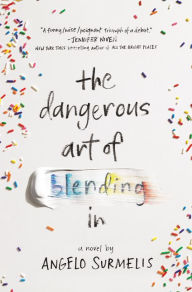 "A funny/wise/poignant triumph of a debut."
—JENNIFER NIVEN
NEW YORK TIMES bestselling author of ALL THE BRIGHT PLACES
the
dangerous
art of
blending
in
a novel by
ANGELO SURMELIS